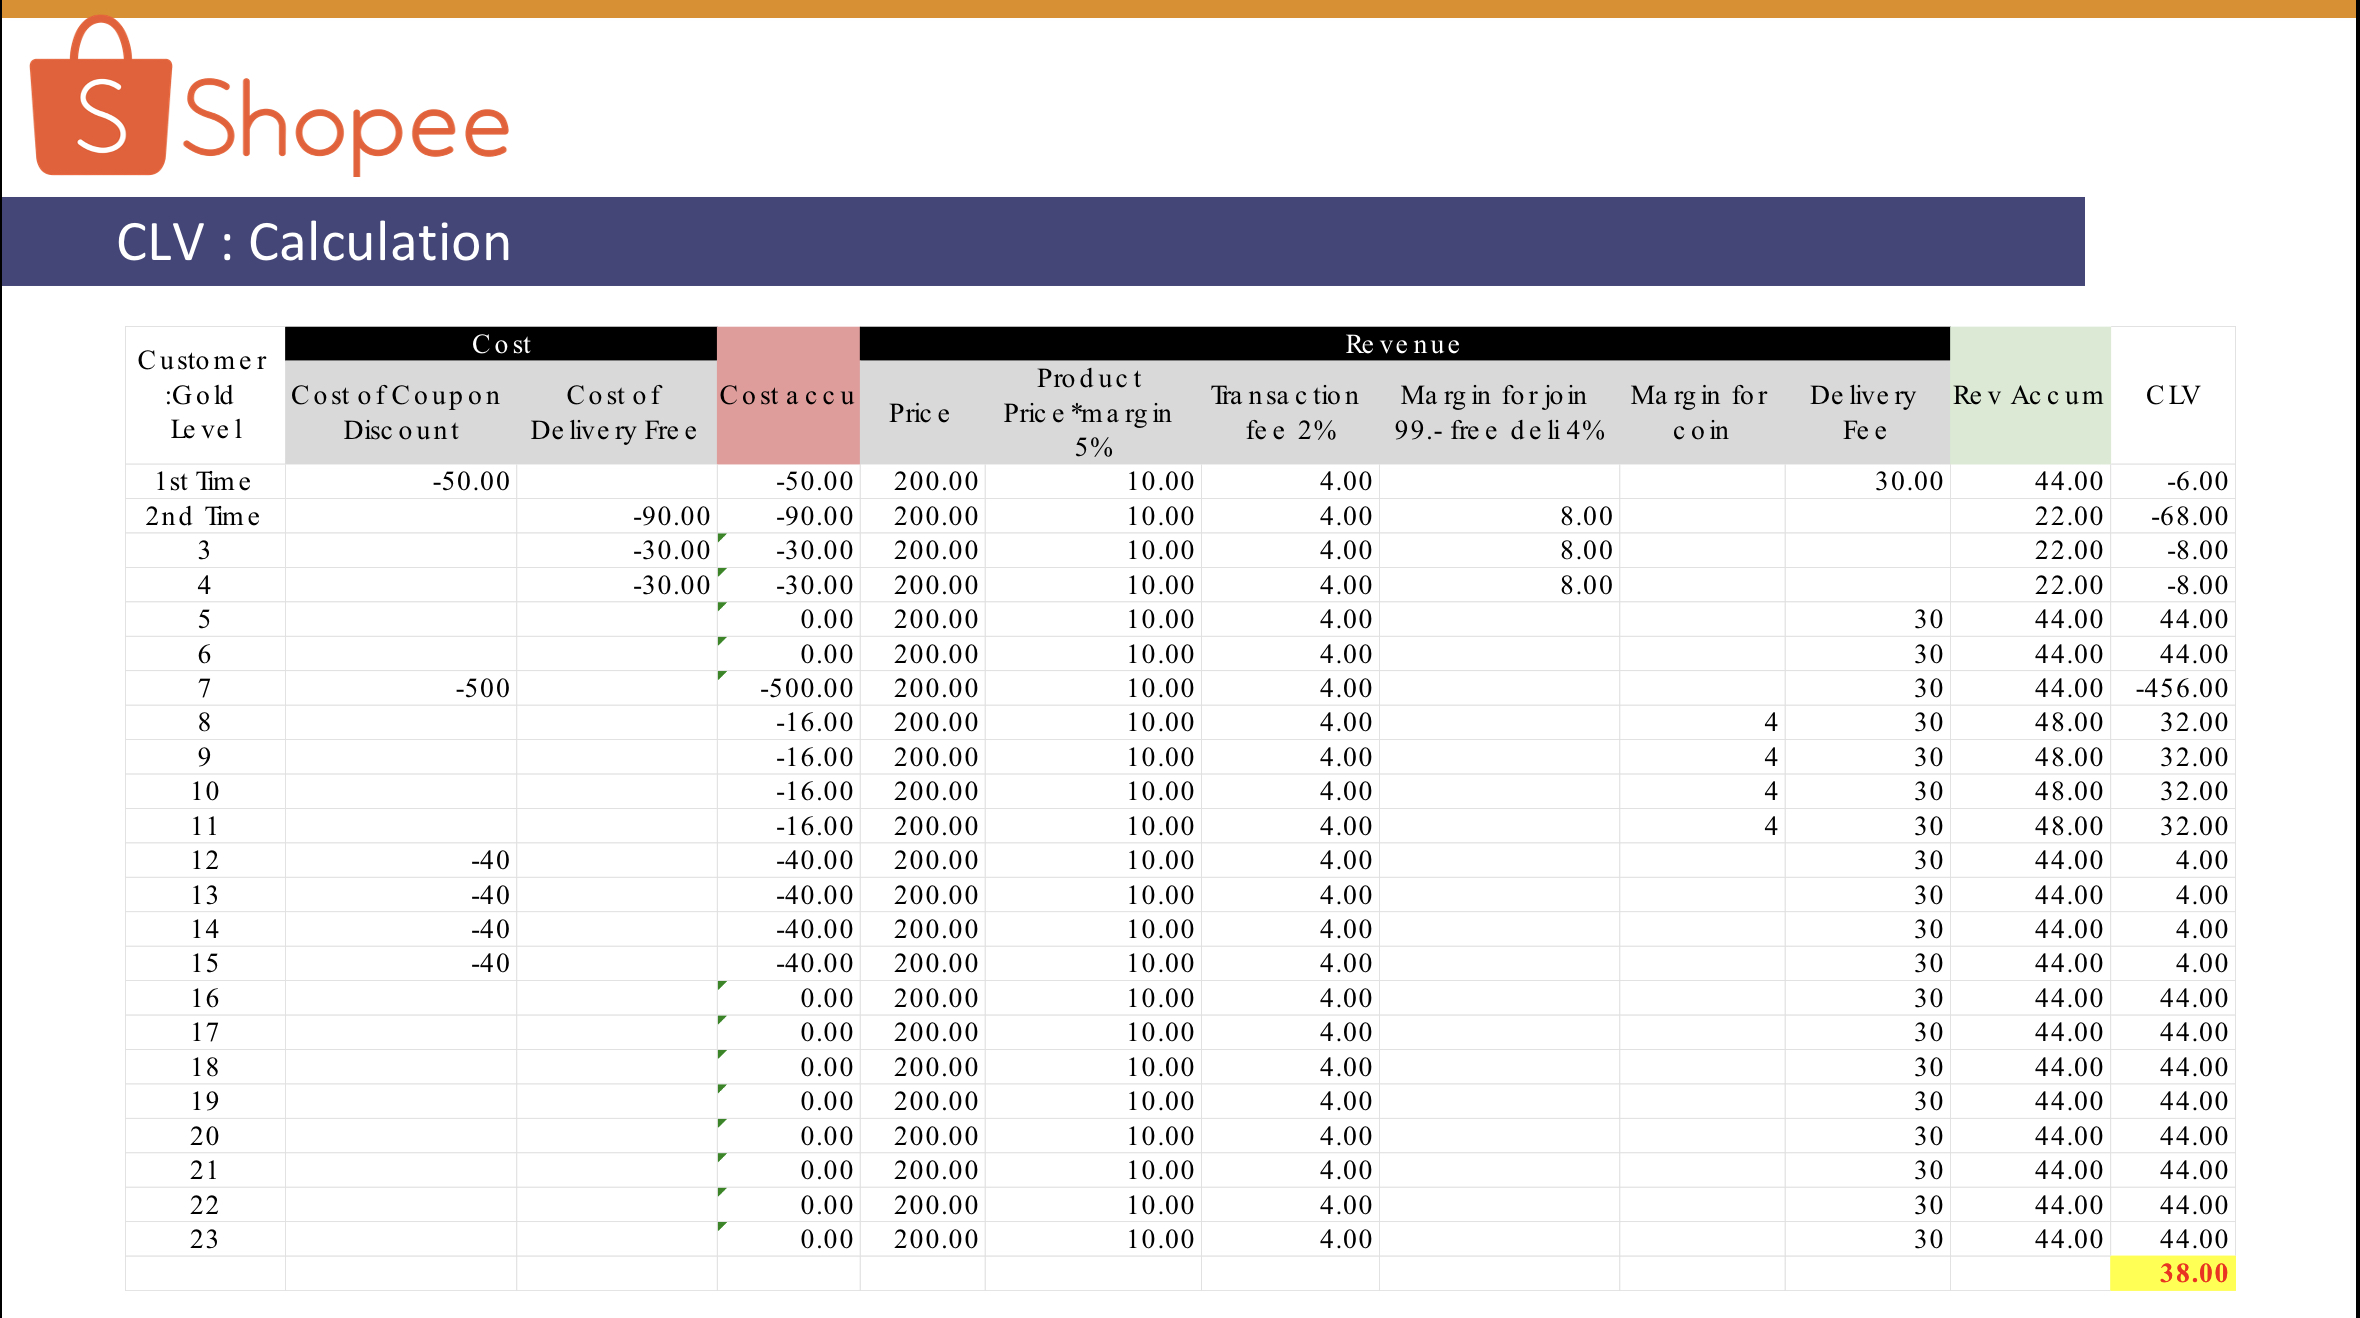 S Shopee
CLV : Calculation
Customer :Gold Level | Cost | Cost accu | Revenue | Rev Accum | CLV
Cost of Coupon Discount | Cost of Delivery Free | Price | Product Price *margin 5% | Transaction fee 2% | Margin for join 99.- free deli 4% | Margin for coin | Delivery Fee
1st Time -50.00 -50.00 200.00 10.00 4.00 30.00 44.00 -6.00
2nd Time -90.00 -90.00 200.00 10.00 4.00 8.00 22.00 -68.00
3 -30.00 -30.00 200.00 10.00 4.00 8.00 22.00 -8.00
4 -30.00 -30.00 200.00 10.00 4.00 8.00 22.00 -8.00
5 0.00 200.00 10.00 4.00 30 44.00 44.00
6 0.00 200.00 10.00 4.00 30 44.00 44.00
7 -500 -500.00 200.00 10.00 4.00 30 44.00 -456.00
8 -16.00 200.00 10.00 4.00 4 30 48.00 32.00
9 -16.00 200.00 10.00 4.00 4 30 48.00 32.00
10 -16.00 200.00 10.00 4.00 4 30 48.00 32.00
11 -16.00 200.00 10.00 4.00 4 30 48.00 32.00
12 -40 -40.00 200.00 10.00 4.00 30 44.00 4.00
13 -40 -40.00 200.00 10.00 4.00 30 44.00 4.00
14 -40 -40.00 200.00 10.00 4.00 30 44.00 4.00
15 -40 -40.00 200.00 10.00 4.00 30 44.00 4.00
16 0.00 200.00 10.00 4.00 30 44.00 44.00
17 0.00 200.00 10.00 4.00 30 44.00 44.00
18 0.00 200.00 10.00 4.00 30 44.00 44.00
19 0.00 200.00 10.00 4.00 30 44.00 44.00
20 0.00 200.00 10.00 4.00 30 44.00 44.00
21 0.00 200.00 10.00 4.00 30 44.00 44.00
22 0.00 200.00 10.00 4.00 30 44.00 44.00
23 0.00 200.00 10.00 4.00 30 44.00 44.00
38.00